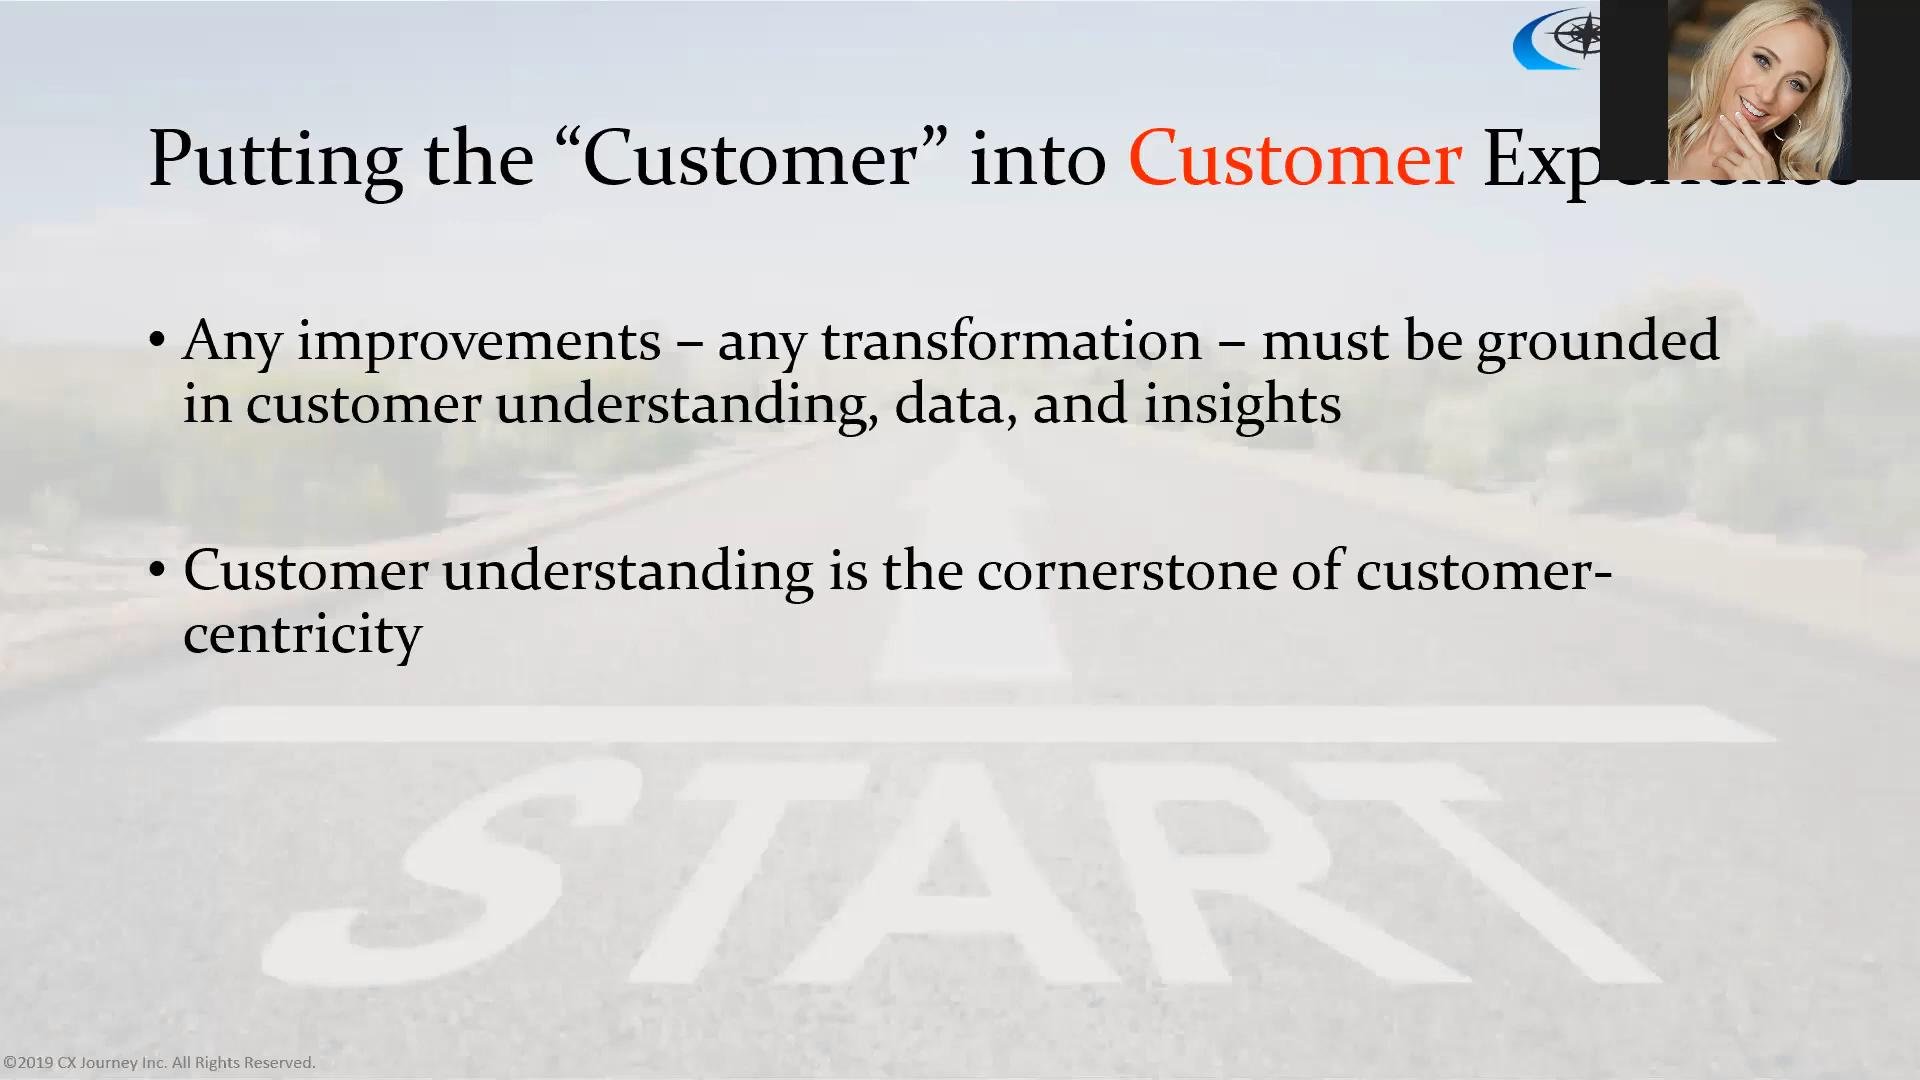 Putting the “Customer” into Customer
• Any improvements – any transformation – must be grounded
in customer understanding, data, and insights
• Customer understanding is the cornerstone of customer-
centricity
START
©2019 CX Journey Inc. All Rights Reserved.